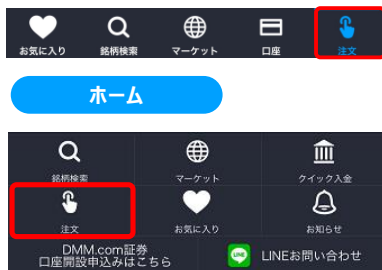 お気に入り 銘柄検索 マーケット 口座 注文
ホーム
銘柄検索 マーケット クイック入金
注文 お気に入り お知らせ
DMM.com証券
口座開設申込みはこちら
LINE LINEお問い合わせ